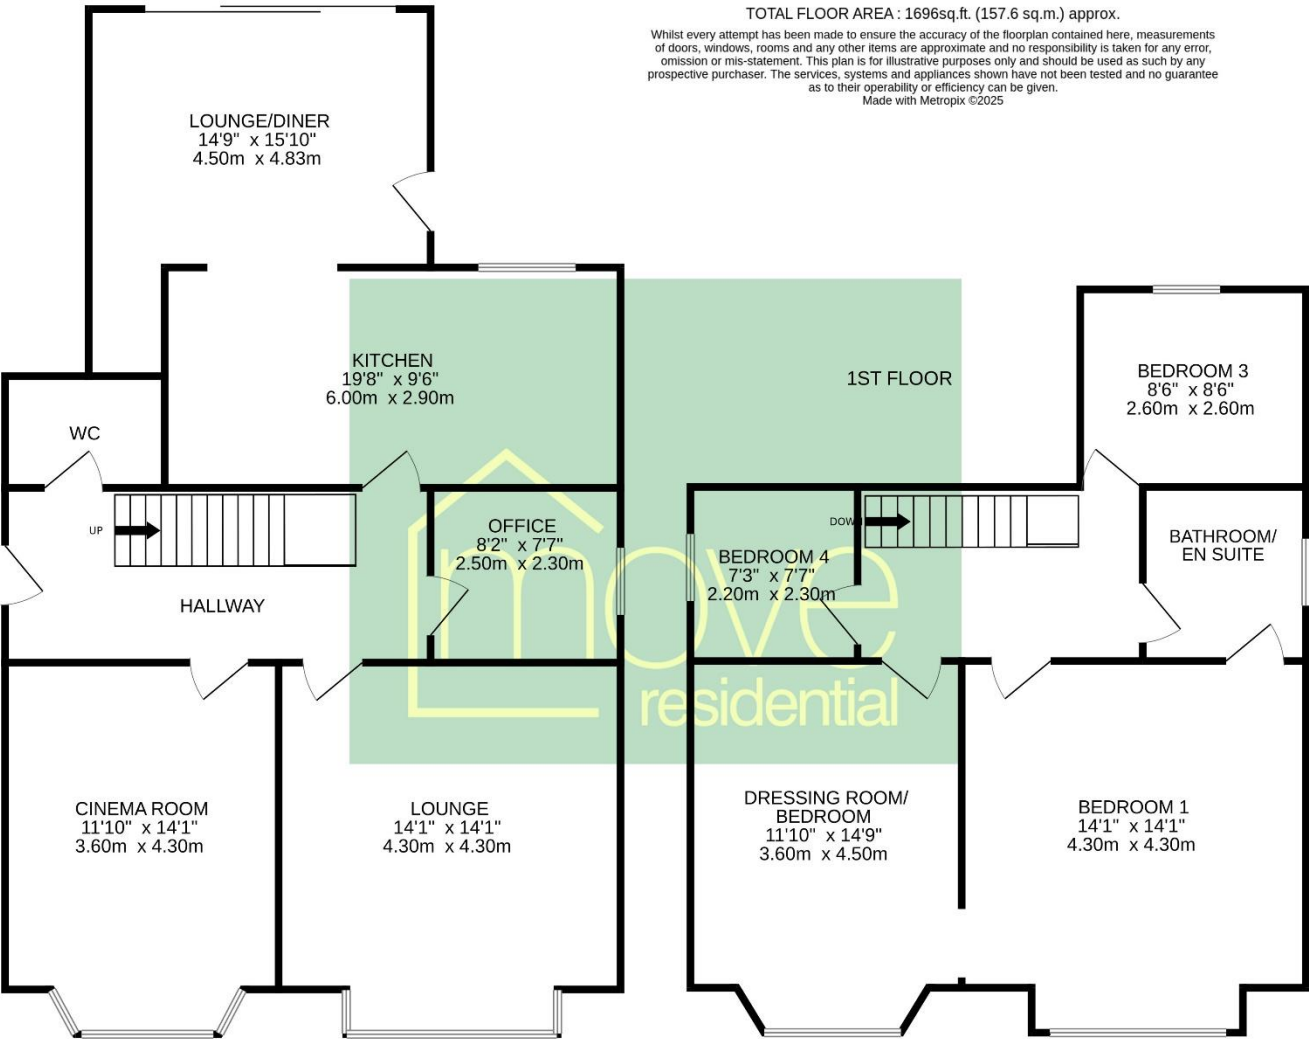 TOTAL FLOOR AREA : 1696sq.ft. (157.6 sq.m.) approx.
Whilst every attempt has been made to ensure the accuracy of the floorplan contained here, measurements
of doors, windows, rooms and any other items are approximate and no responsibility is taken for any error,
omission or mis-statement. This plan is for illustrative purposes only and should be used as such by any
prospective purchaser. The services, systems and appliances shown have not been tested and no guarantee
as to their operability or efficiency can be given.
Made with Metropix ©2025
LOUNGE/DINER
14'9" x 15'10"
4.50m x 4.83m
KITCHEN
19'8" x 9'6"
6.00m x 2.90m
WC
UP
HALLWAY
OFFICE
8'2" x 7'7"
2.50m x 2.30m
CINEMA ROOM
11'10" x 14'1"
3.60m x 4.30m
LOUNGE
14'1" x 14'1"
4.30m x 4.30m
1ST FLOOR
BEDROOM 3
8'6" x 8'6"
2.60m x 2.60m
DOWN
BEDROOM 4
7'3" x 7'7"
2.20m x 2.30m
BATHROOM/
EN SUITE
DRESSING ROOM/
BEDROOM
11'10" x 14'9"
3.60m x 4.50m
BEDROOM 1
14'1" x 14'1"
4.30m x 4.30m
move
residential